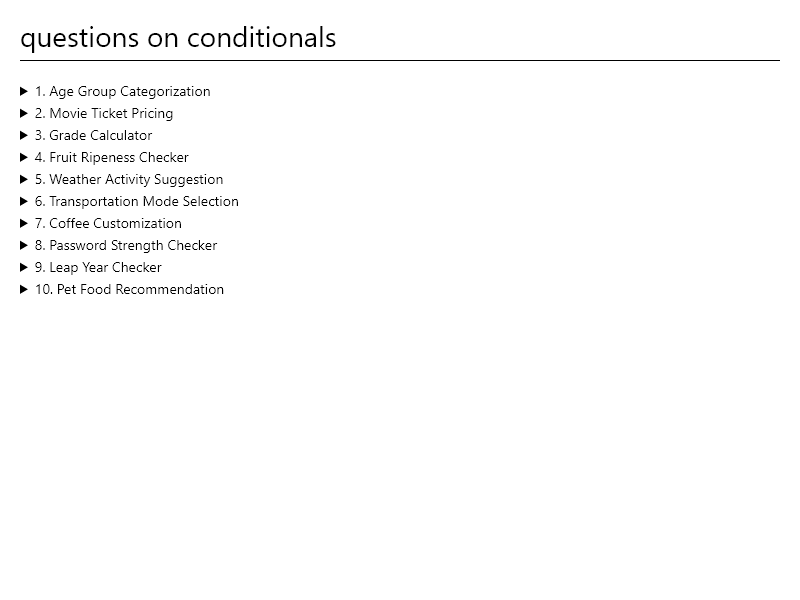 questions on conditionals
1. Age Group Categorization
2. Movie Ticket Pricing
3. Grade Calculator
4. Fruit Ripeness Checker
5. Weather Activity Suggestion
6. Transportation Mode Selection
7. Coffee Customization
8. Password Strength Checker
9. Leap Year Checker
10. Pet Food Recommendation